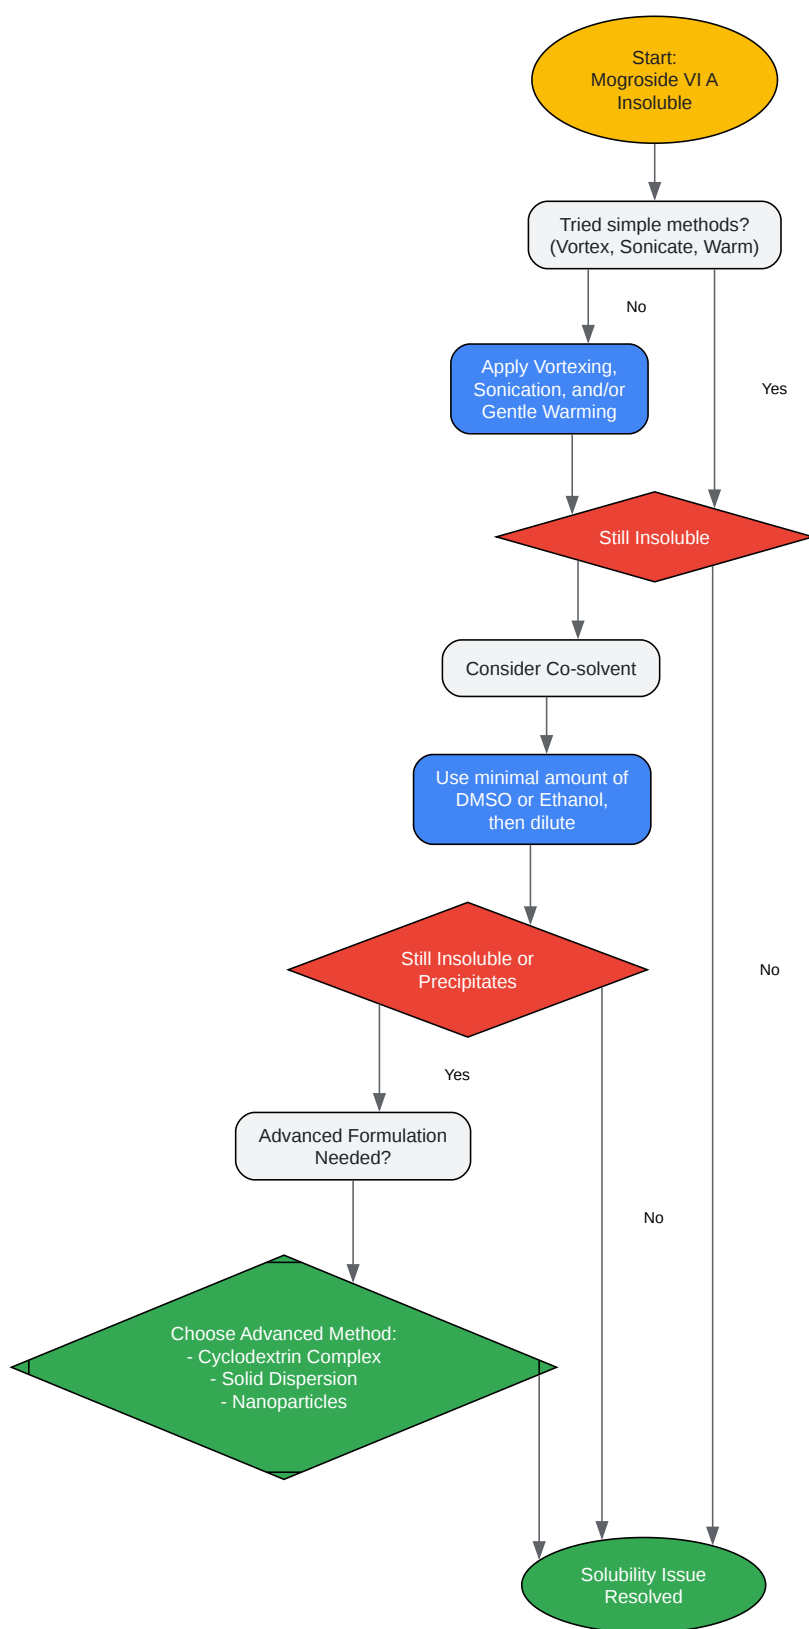 Start:
Mogroside VI A
Insoluble
Tried simple methods?
(Vortex, Sonicate, Warm)
No
Apply Vortexing,
Sonication, and/or
Gentle Warming
Yes
Still Insoluble
Consider Co-solvent
Use minimal amount of
DMSO or Ethanol,
then dilute
Still Insoluble or
Precipitates
No
Yes
Advanced Formulation
Needed?
No
Choose Advanced Method:
- Cyclodextrin Complex
- Solid Dispersion
- Nanoparticles
Solubility Issue
Resolved